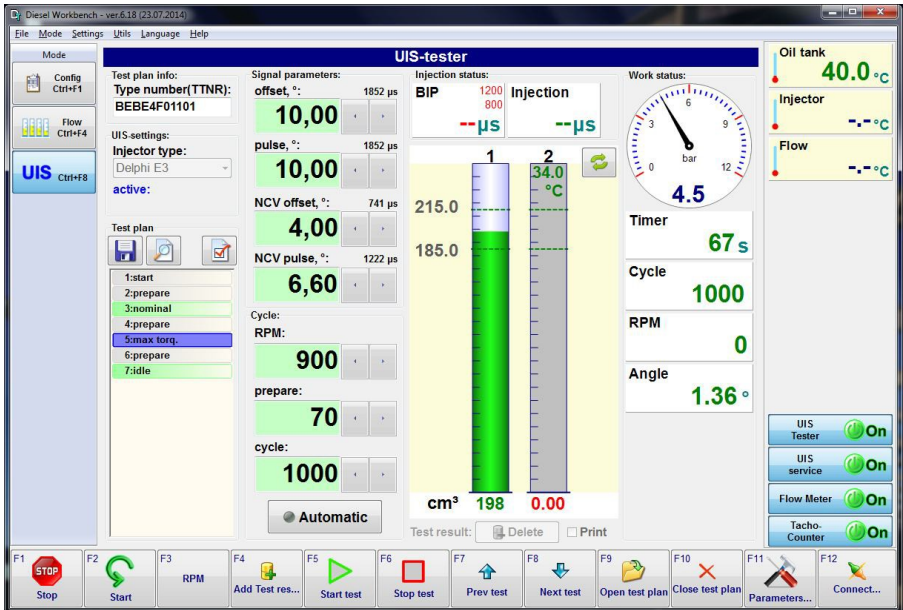 Diesel Workbench - ver.6.18 (23.07.2014)
File Mode Settings Utils Language Help
Mode
Config
Ctrl+F1
Flow
Ctrl+F4
UIS Ctrl+F8
UIS-tester
Test plan info:
Type number(TTNR):
BEBE4F01101
UIS-settings:
Injector type:
Delphi E3
active:
Test plan
1:start
2:prepare
3:nominal
4:prepare
5:max torq.
6:prepare
7:idle
Signal parameters:
offset, °: 1852 µs
10,00
pulse, °: 1852 µs
10,00
NCV offset, °: 741 µs
4,00
NCV pulse, °: 1222 µs
6,60
Cycle:
RPM:
900
prepare:
70
cycle:
1000
Automatic
Injection status:
BIP 1200
800
--µs
Injection
--µs
1 2
34.0
°C
215.0
185.0
cm³ 198 0.00
Test result: Delete Print
Work status:
0 3 6 9 12
bar
4.5
Timer
67 s
Cycle
1000
RPM
0
Angle
1.36 °
Oil tank
40.0 °C
Injector
-.- °C
Flow
-.- °C
UIS
Tester On
UIS
service On
Flow Meter On
Tacho-
Counter On
F1 STOP
Stop
F2
Start
F3
RPM
F4
Add Test res...
F5
Start test
F6
Stop test
F7
Prev test
F8
Next test
F9
Open test plan
F10
Close test plan
F11
Parameters...
F12
Connect...